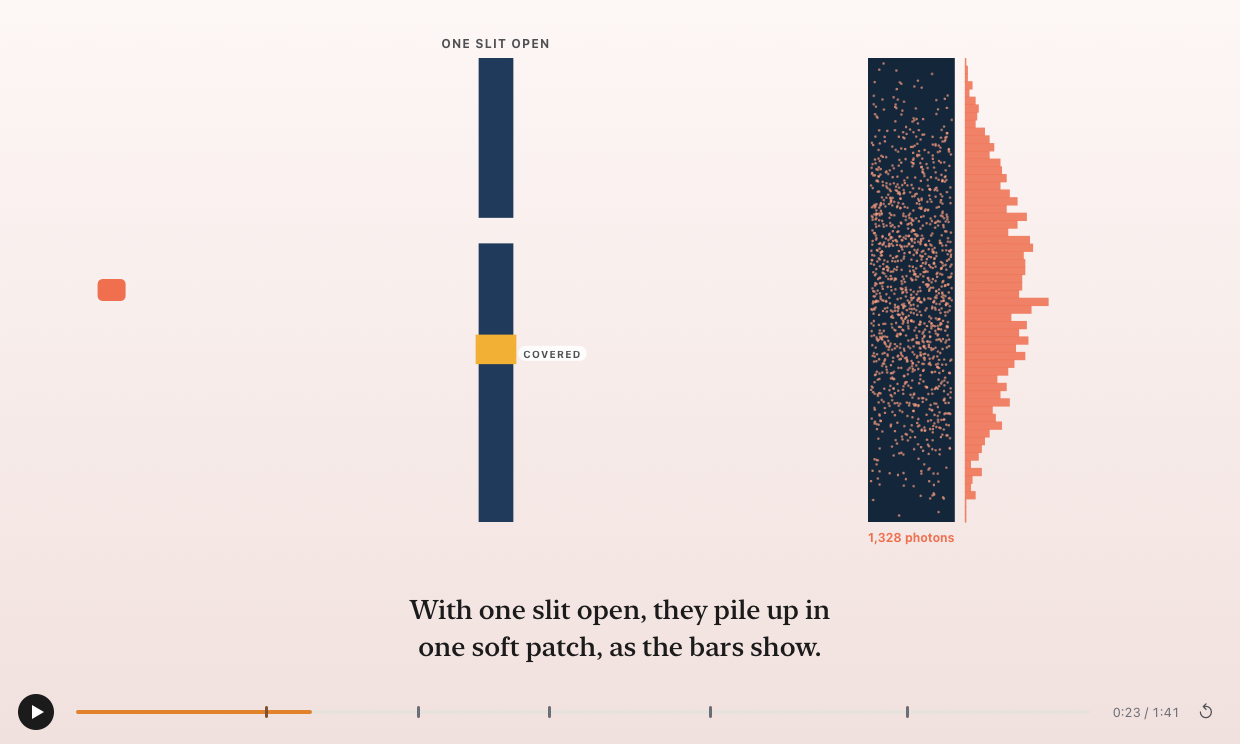 ONE SLIT OPEN
COVERED
1,328 photons
With one slit open, they pile up in
one soft patch, as the bars show.
0:23 / 1:41